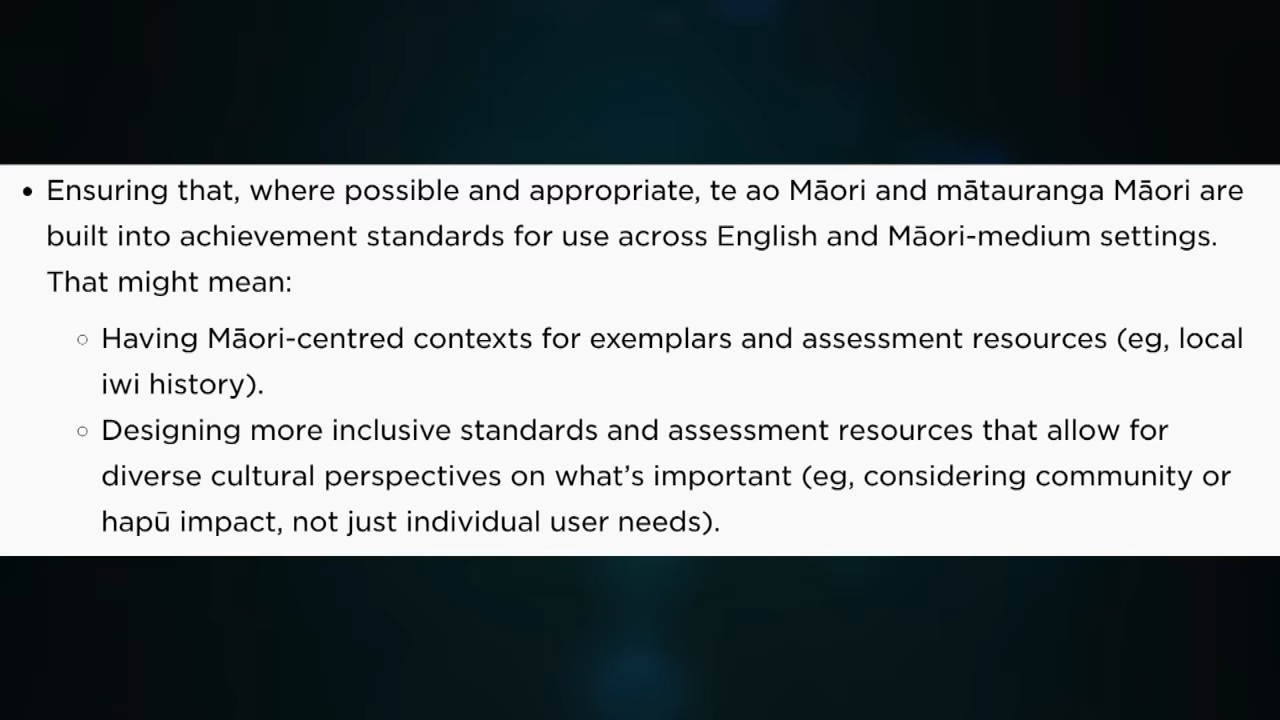 • Ensuring that, where possible and appropriate, te ao Māori and mātauranga Māori are
built into achievement standards for use across English and Māori-medium settings.
That might mean:
○ Having Māori-centred contexts for exemplars and assessment resources (eg, local
iwi history).
○ Designing more inclusive standards and assessment resources that allow for
diverse cultural perspectives on what’s important (eg, considering community or
hapū impact, not just individual user needs).